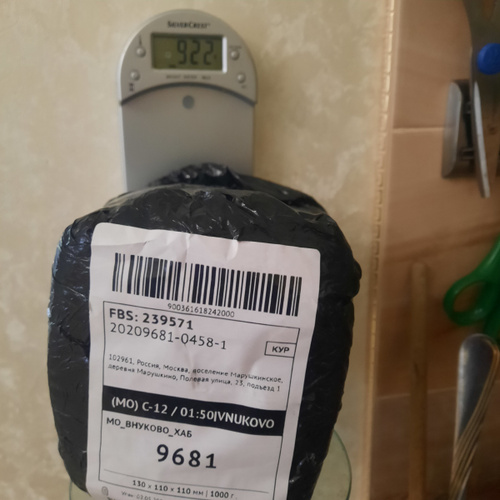 SILVERCREST
922
900361618242000
FBS: 239571
20209681-0458-1
КУР
102961, Россия, Москва, поселение Марушкинское,
деревня Марушкино, Полевая улица, 23, подъезд 1
(МО) С-12 / 01:50|VNUKOVO
МО_ВНУКОВО_ХАБ
9681
130 x 110 x 110 мм | 1000 г